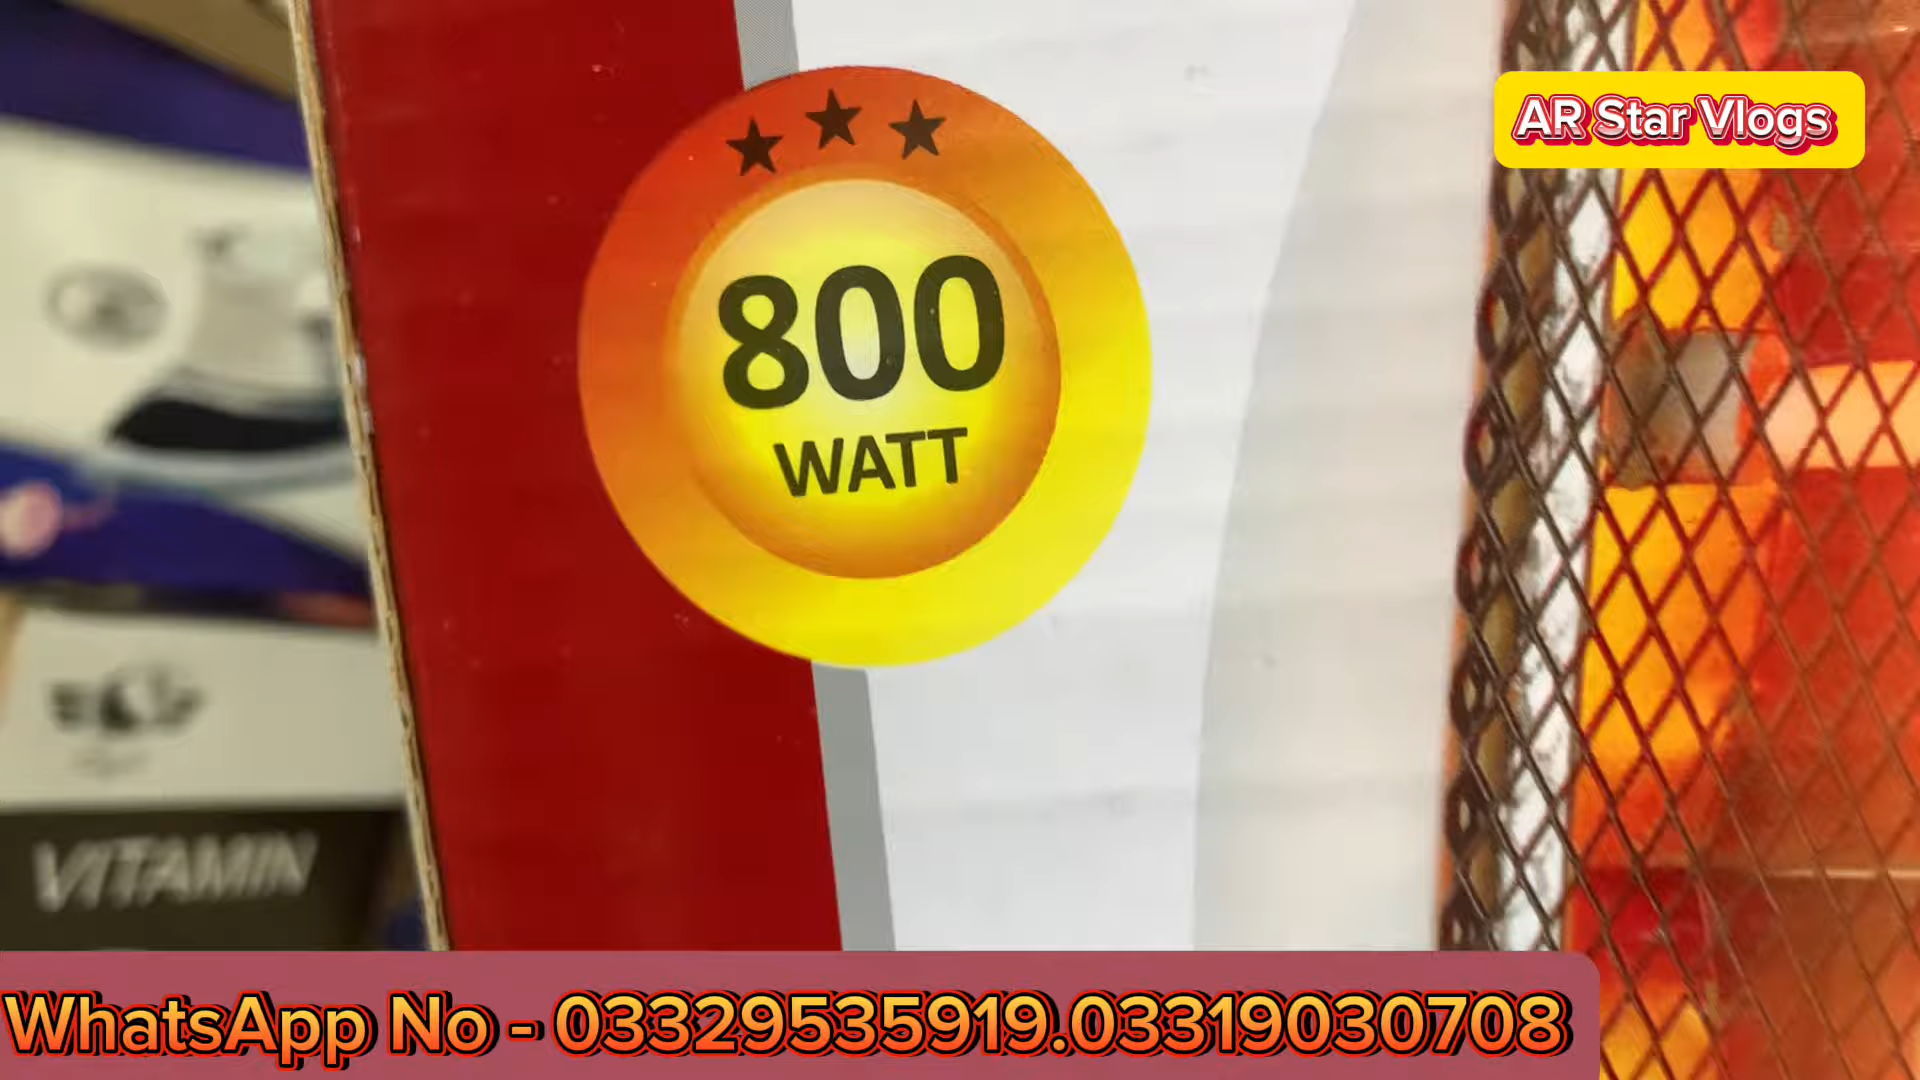 AR Star Vlogs
800
WATT
VITAMIN
WhatsApp No - 03329535919.03319030708